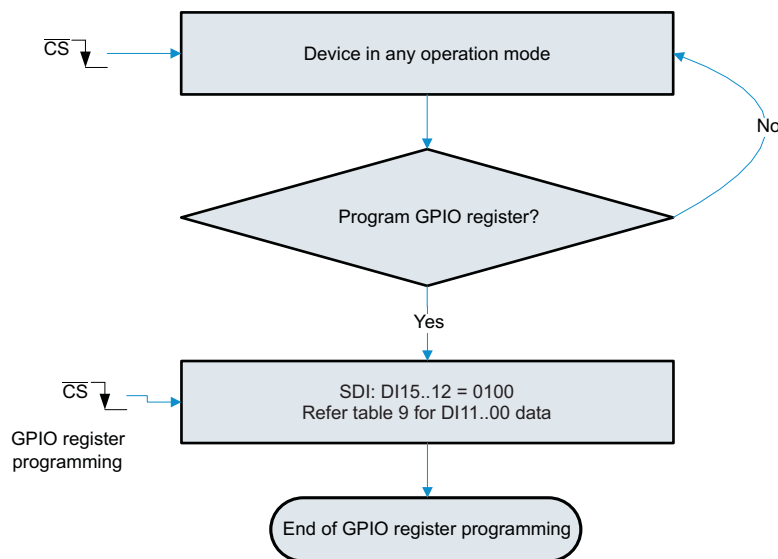 CS
Device in any operation mode
No
Program GPIO register?
Yes
CS
GPIO register
programming
SDI: DI15..12 = 0100
Refer table 9 for DI11..00 data
End of GPIO register programming